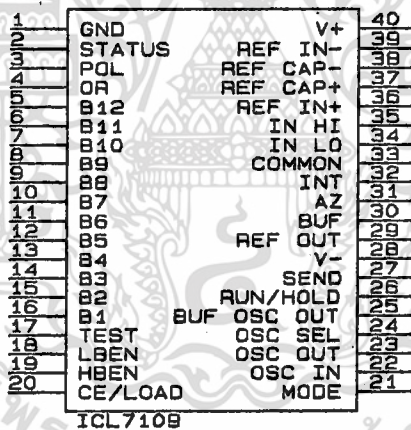 1 GND V+ 40
2 STATUS REF IN- 39
3 POL REF CAP- 38
4 OR REF CAP+ 37
5 B12 REF IN+ 36
6 B11 IN HI 35
7 B10 IN LO 34
8 B9 COMMON 33
9 B8 INT 32
10 B7 AZ 31
11 B6 BUF 30
12 B5 REF OUT 29
13 B4 V- 28
14 B3 SEND 27
15 B2 RUN/HOLD 26
16 B1 BUF OSC OUT 25
17 TEST OSC SEL 24
18 LBEN OSC OUT 23
19 HBEN OSC IN 22
20 CE/LOAD MODE 21
ICL7109